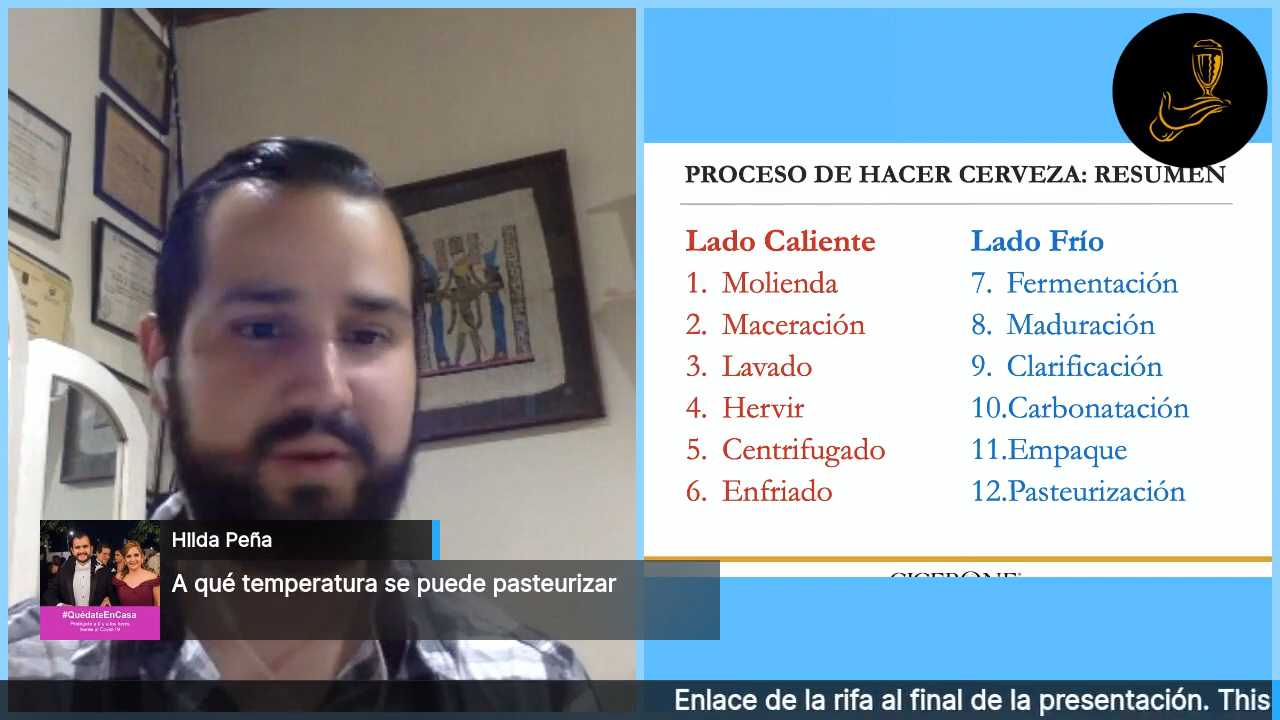 PROCESO DE HACER CERVEZA: RESUMEN
Lado Caliente
1. Molienda
2. Maceración
3. Lavado
4. Hervir
5. Centrifugado
6. Enfriado
Lado Frío
7. Fermentación
8. Maduración
9. Clarificación
10.Carbonatación
11.Empaque
12.Pasteurización
HIlda Peña
A qué temperatura se puede pasteurizar
#QuédateEnCasa
Enlace de la rifa al final de la presentación. This